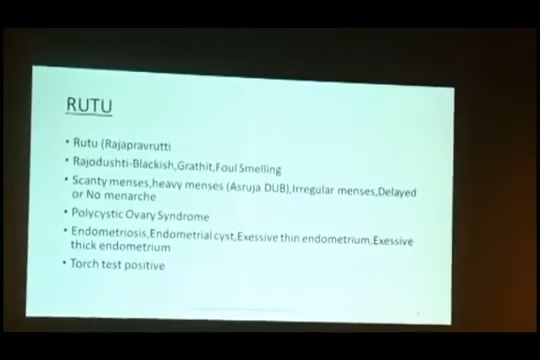 RUTU
• Rutu (Rajapravrutti
• Rajodushti-Blackish,Grathit,Foul Smelling
• Scanty menses,heavy menses (Asruja DUB),Irregular menses,Delayed
or No menarche
• Polycystic Ovary Syndrome
• Endometriosis,Endometrial cyst,Exessive thin endometrium,Exessive
thick endometrium
• Torch test positive